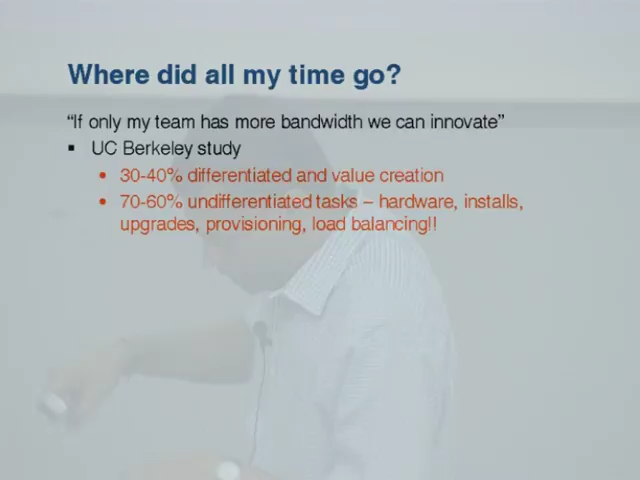 Where did all my time go?
“If only my team has more bandwidth we can innovate”
▪ UC Berkeley study
• 30-40% differentiated and value creation
• 70-60% undifferentiated tasks – hardware, installs,
upgrades, provisioning, load balancing!!